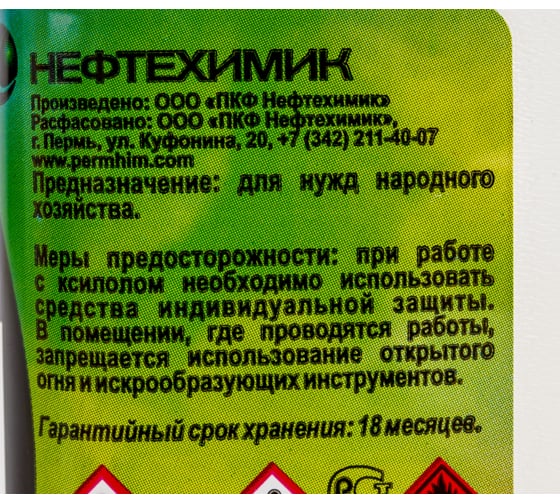 НЕФТЕХИМИК
Произведено: ООО «ПКФ Нефтехимик»
Расфасовано: ООО «ПКФ Нефтехимик»,
г. Пермь, ул. Куфонина, 20, +7 (342) 211-40-07
www.permhim.com
Предназначение: для нужд народного
хозяйства.
Меры предосторожности: при работе
с ксилолом необходимо использовать
средства индивидуальной защиты.
В помещении, где проводятся работы,
запрещается использование открытого
огня и искрообразующих инструментов.
Гарантийный срок хранения: 18 месяцев.